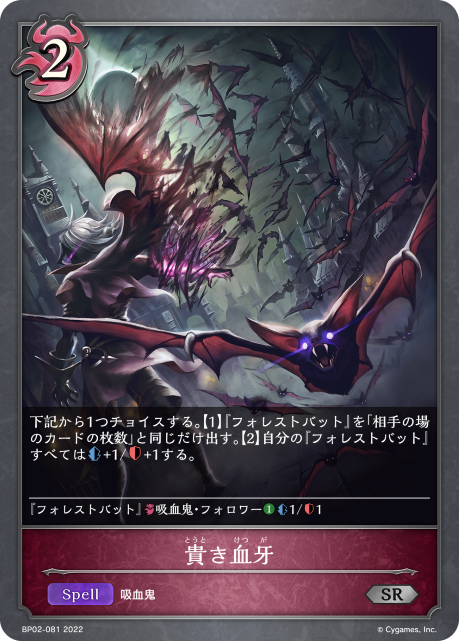 2
下記から1つチョイスする。【1】『フォレストバット』を「相手の場
のカードの枚数」と同じだけ出す。【2】自分の『フォレストバット』
すべては+1/+1する。
『フォレストバット』吸血鬼・フォロワー1 1/1
とうと けつ が
貴き血牙
Spell 吸血鬼
SR
BP02-081 2022
© Cygames, Inc.